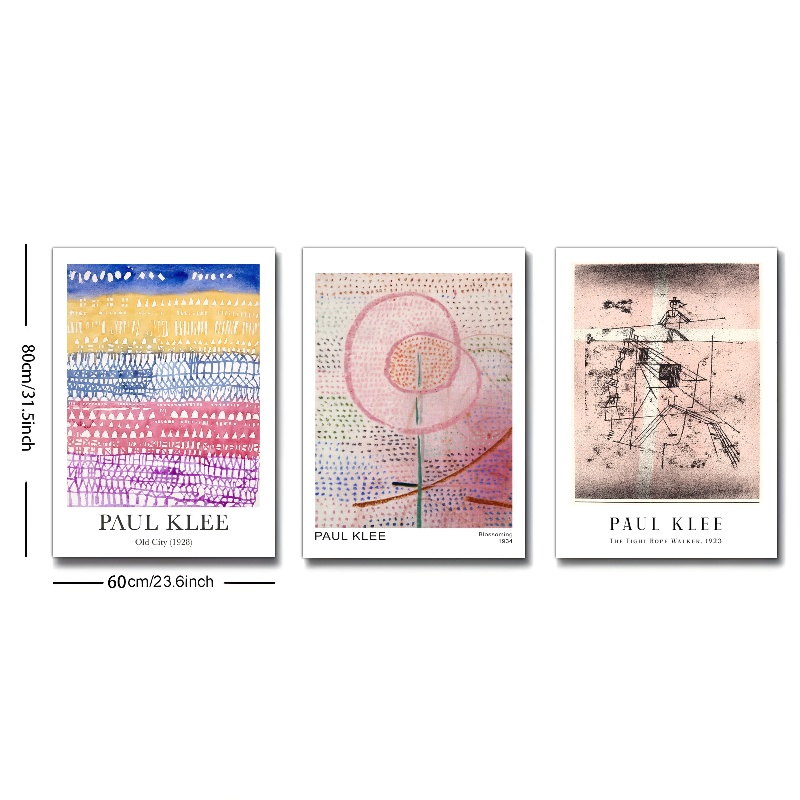 80cm/31.5inch
PAUL KLEE
Old City (1928)
PAUL KLEE
Blossoming
1934
PAUL KLEE
The Tight Rope Walker, 1923
60cm/23.6inch